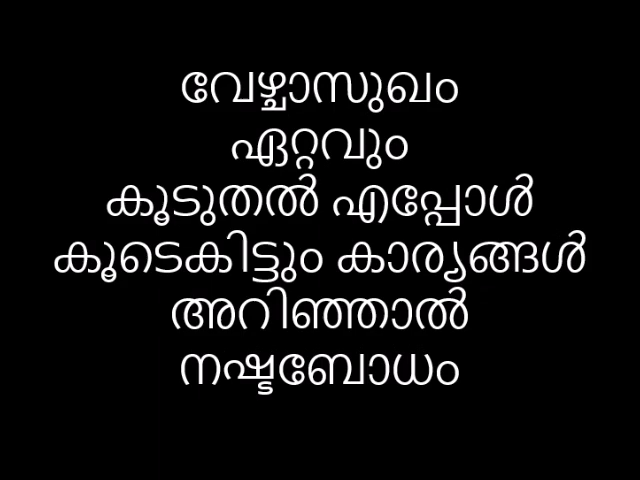 വേഴ്ചാസുഖം
ഏറ്റവും
കൂടുതൽ എപ്പോൾ
കൂടെകിട്ടും കാര്യങ്ങൾ
അറിഞ്ഞാൽ
നഷ്ടബോധം